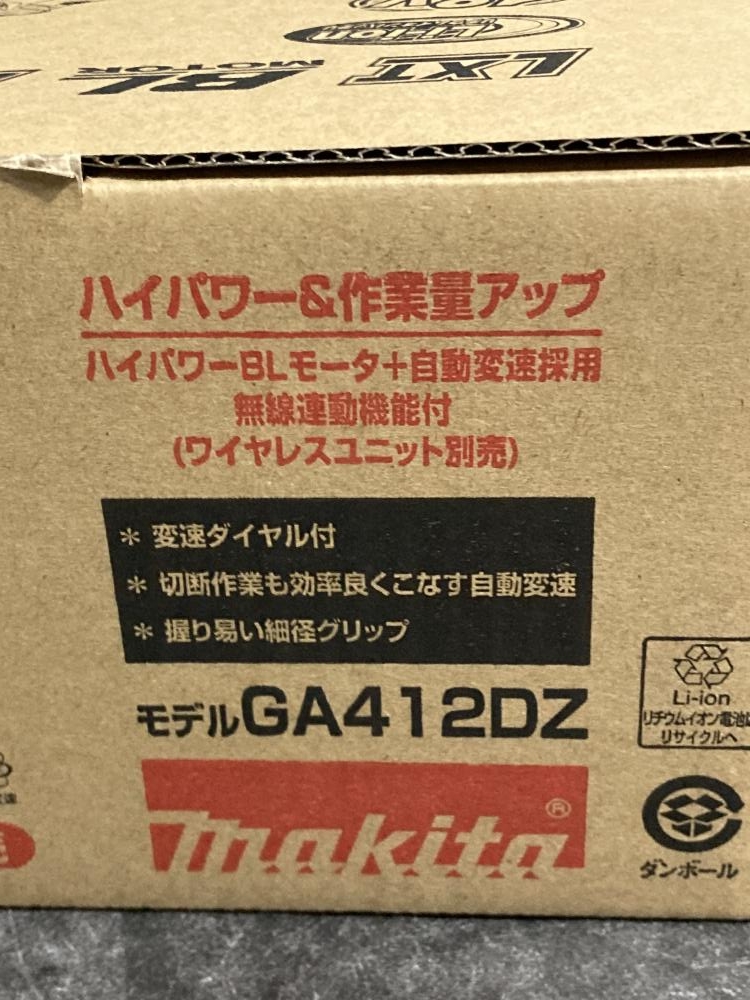 18V
Li-ion
LXT BL
MOTOR
ハイパワー&作業量アップ
ハイパワーBLモータ+自動変速採用
無線連動機能付
(ワイヤレスユニット別売)
* 変速ダイヤル付
* 切断作業も効率良くこなす自動変速
* 握り易い細径グリップ
モデルGA412DZ
makita®
Li-ion
リチウムイオン電池は
リサイクルへ
ダンボール